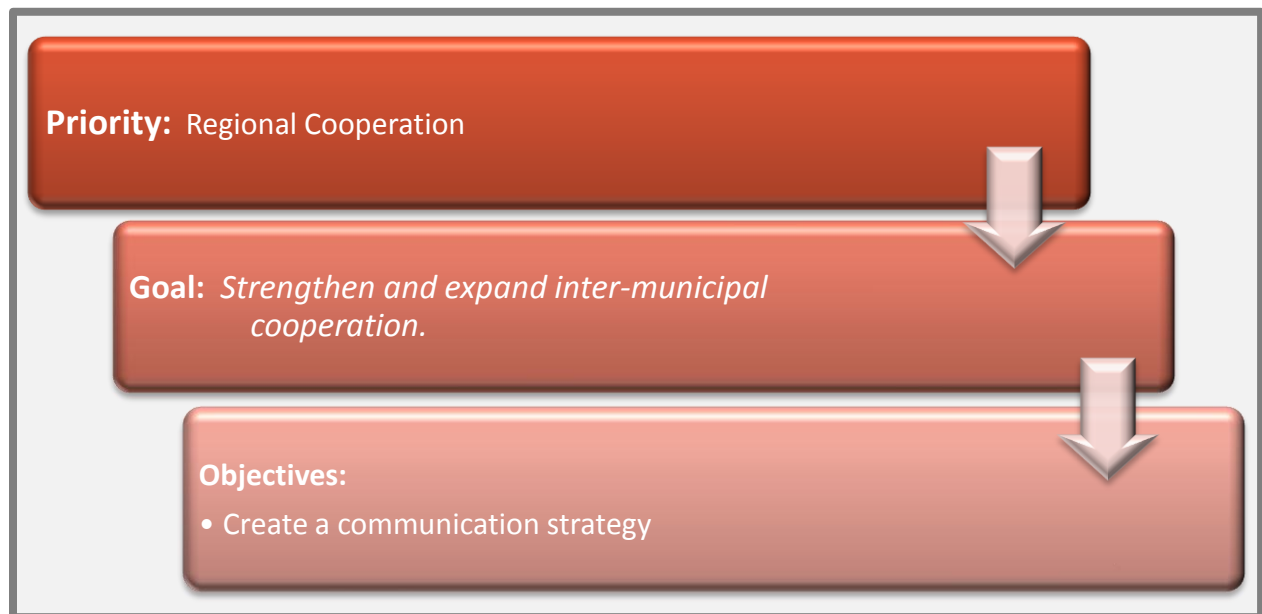 Priority: Regional Cooperation
Goal: Strengthen and expand inter-municipal
cooperation.
Objectives:
• Create a communication strategy